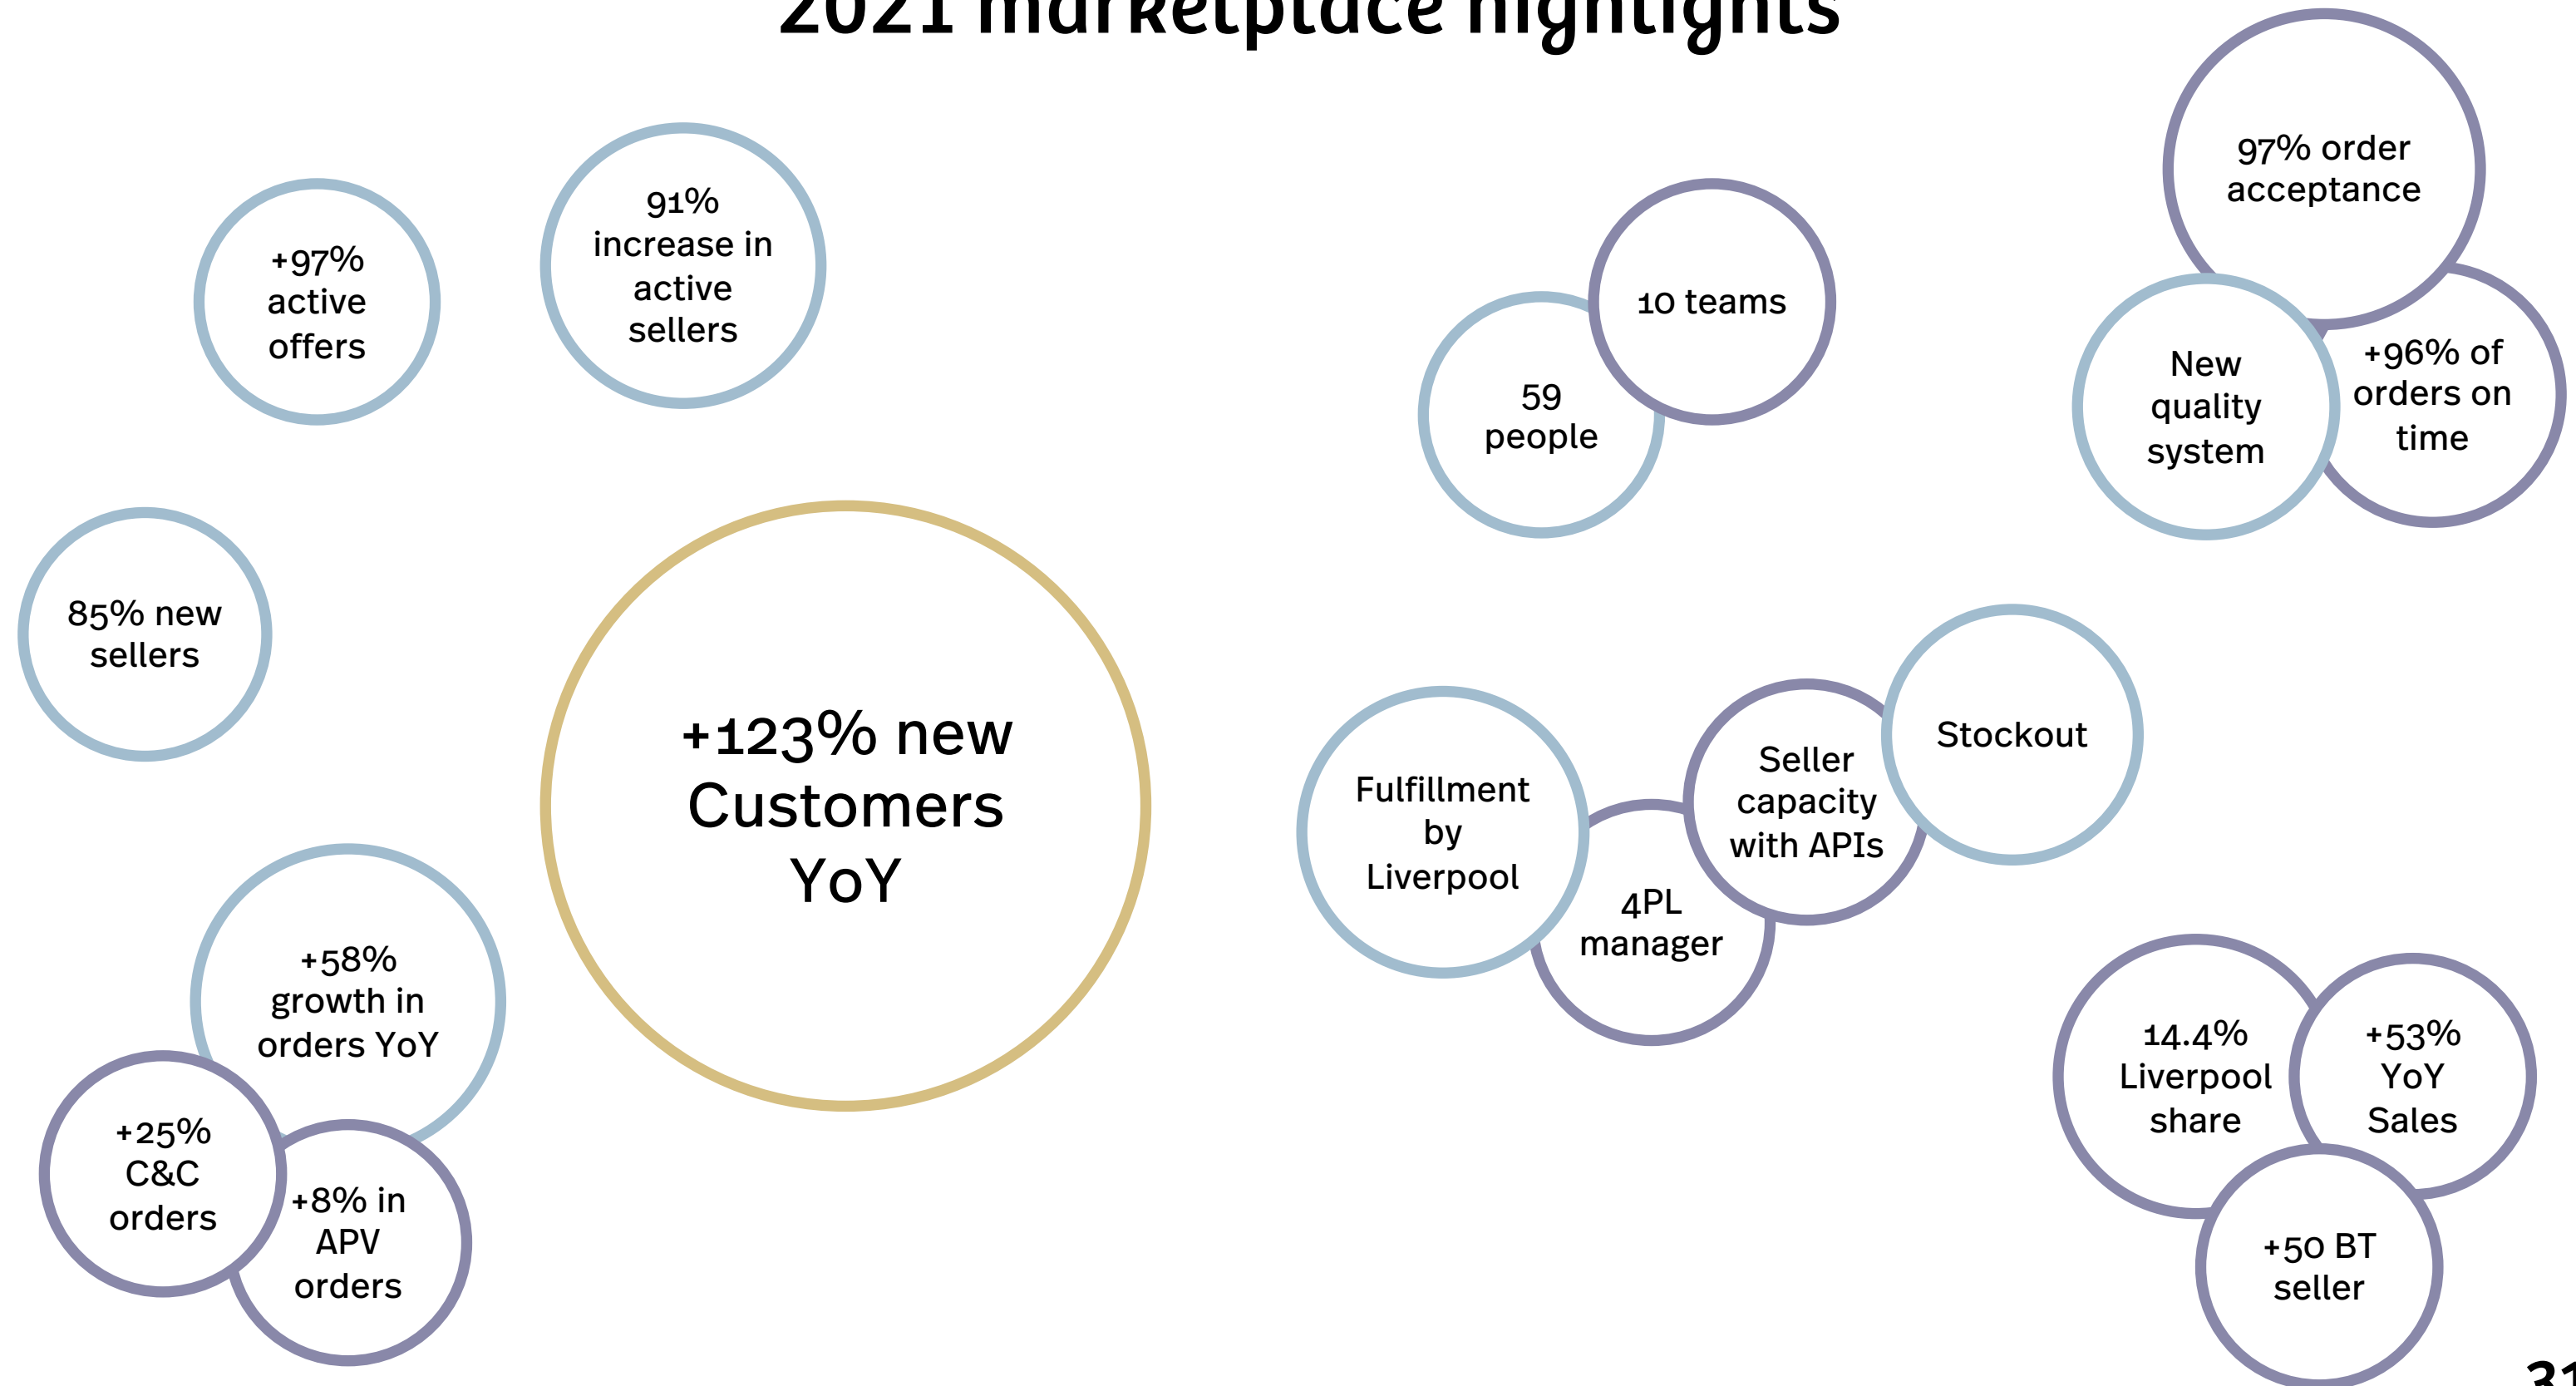 2021 marketplace highlights
+97%
active
offers
91%
increase in
active
sellers
85% new
sellers
+123% new
Customers
YoY
+58%
growth in
orders YoY
+25%
C&C
orders
+8% in
APV
orders
59
people
10 teams
97% order
acceptance
New
quality
system
+96% of
orders on
time
Fulfillment
by
Liverpool
4PL
manager
Seller
capacity
with APIs
Stockout
14.4%
Liverpool
share
+53%
YoY
Sales
+50 BT
seller
31